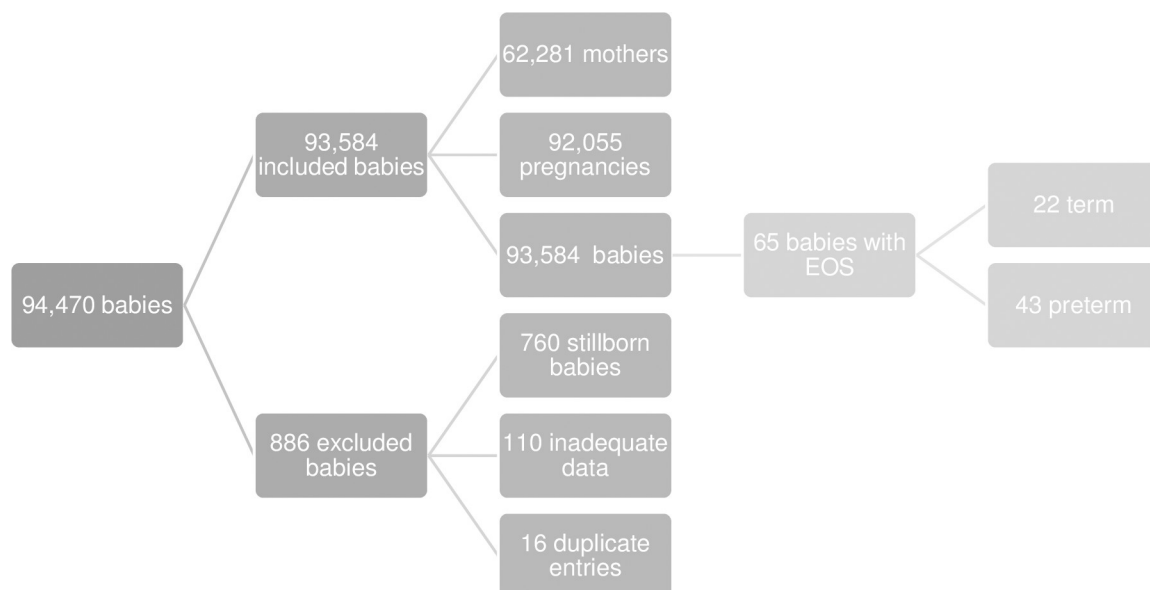 94,470 babies
93,584
included babies
886 excluded
babies
62,281 mothers
92,055
pregnancies
93,584 babies
760 stillborn
babies
110 inadequate
data
16 duplicate
entries
65 babies with
EOS
22 term
43 preterm